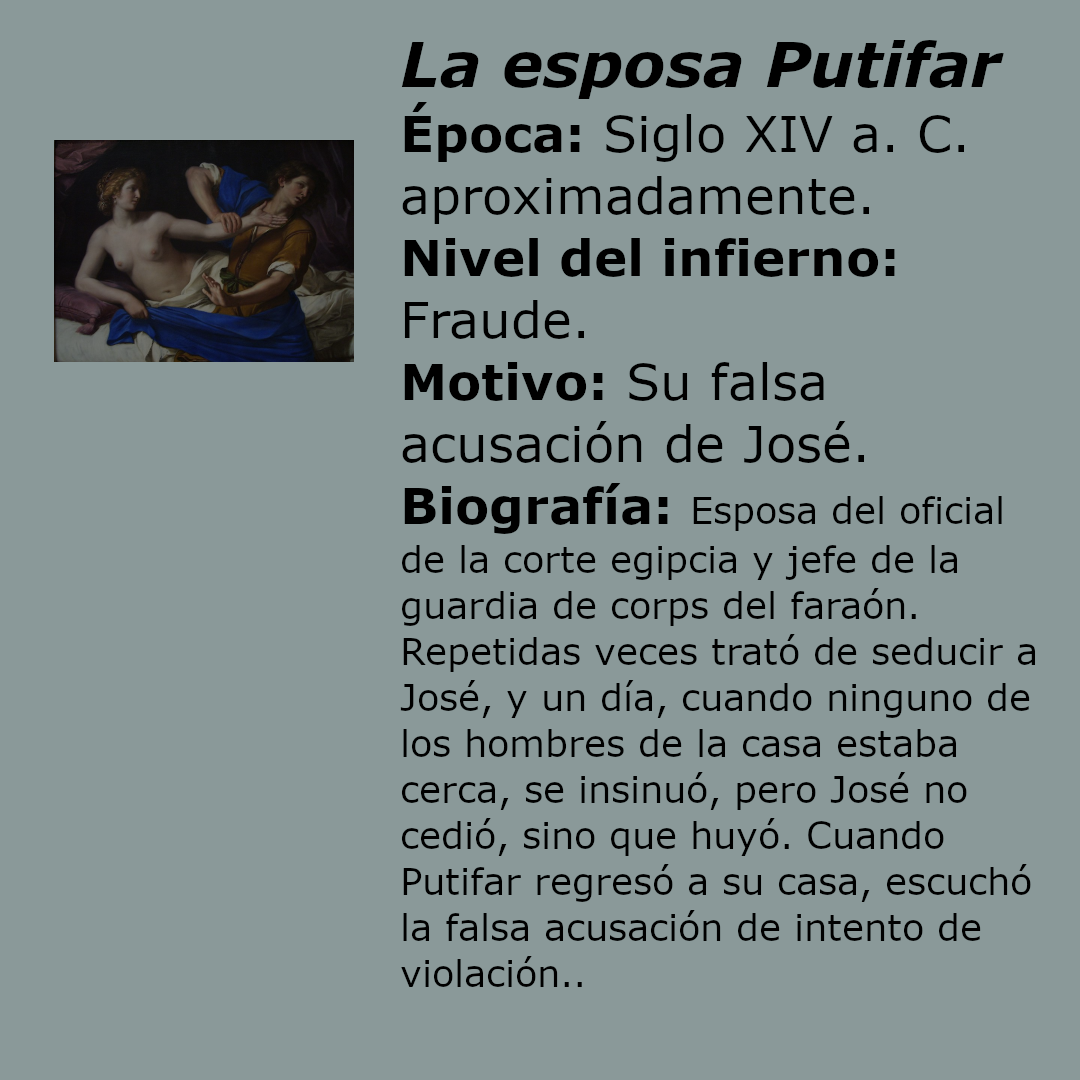 La esposa Putifar
Época: Siglo XIV a. C.
aproximadamente.
Nivel del infierno:
Fraude.
Motivo: Su falsa
acusación de José.
Biografía: Esposa del oficial
de la corte egipcia y jefe de la
guardia de corps del faraón.
Repetidas veces trató de seducir a
José, y un día, cuando ninguno de
los hombres de la casa estaba
cerca, se insinuó, pero José no
cedió, sino que huyó. Cuando
Putifar regresó a su casa, escuchó
la falsa acusación de intento de
violación..